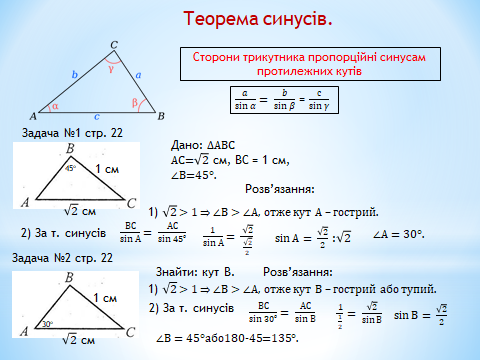 Теорема синусів.
Сторони трикутника пропорційні синусам
протилежних кутів
a/sin α = b/sin β = c/sin γ
C
γ
b
a
α
β
A
c
B
Задача №1 стр. 22
B
45°
1 см
A
√2 см
C
Дано: ∆ABC
AC=√2 см, BC = 1 см,
∠B=45°.
Розв’язання:
1) √2 > 1 ⇒ ∠B > ∠A, отже кут A – гострий.
2) За т. синусів BC/sin A = AC/sin 45° 1/sin A = √2/(√2/2) sin A = √2/2 :√2 ∠A = 30°.
Задача №2 стр. 22
B
1 см
30°
A
√2 см
C
Знайти: кут B. Розв’язання:
1) √2 > 1 ⇒ ∠B > ∠A, отже кут B – гострий або тупий.
2) За т. синусів BC/sin 30° = AC/sin B 1/(1/2) = √2/sin B sin B = √2/2
∠B = 45°або180-45=135°.